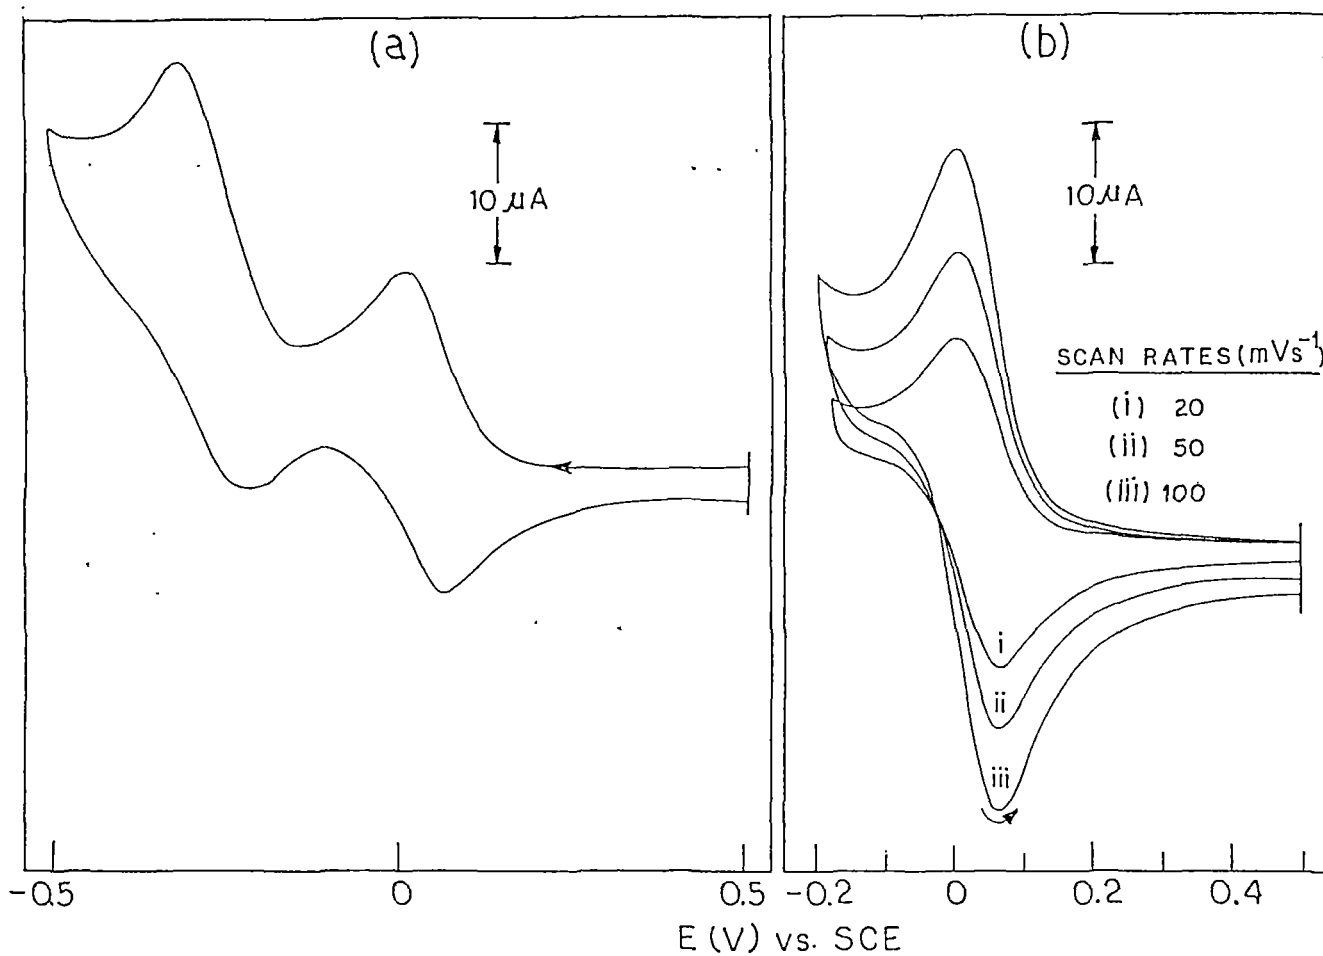 (a)
10 μA
-0.5
0
0.5
(b)
10 μA
SCAN RATES (mVs⁻¹)
(i) 20
(ii) 50
(iii) 100
i
ii
iii
-0.2
0
0.2
0.4
E (V) vs. SCE